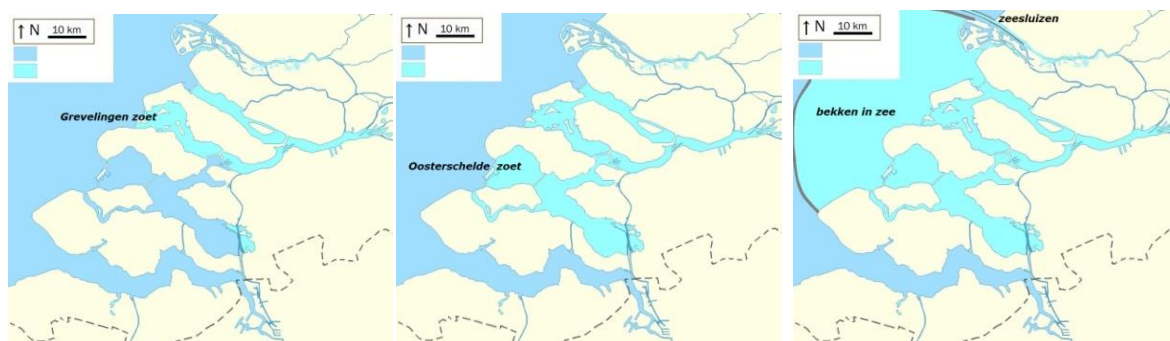 ↑ N 10 km
Grevelingen zoet
↑ N 10 km
Oosterschelde zoet
↑ N 10 km
zeesluizen
bekken in zee